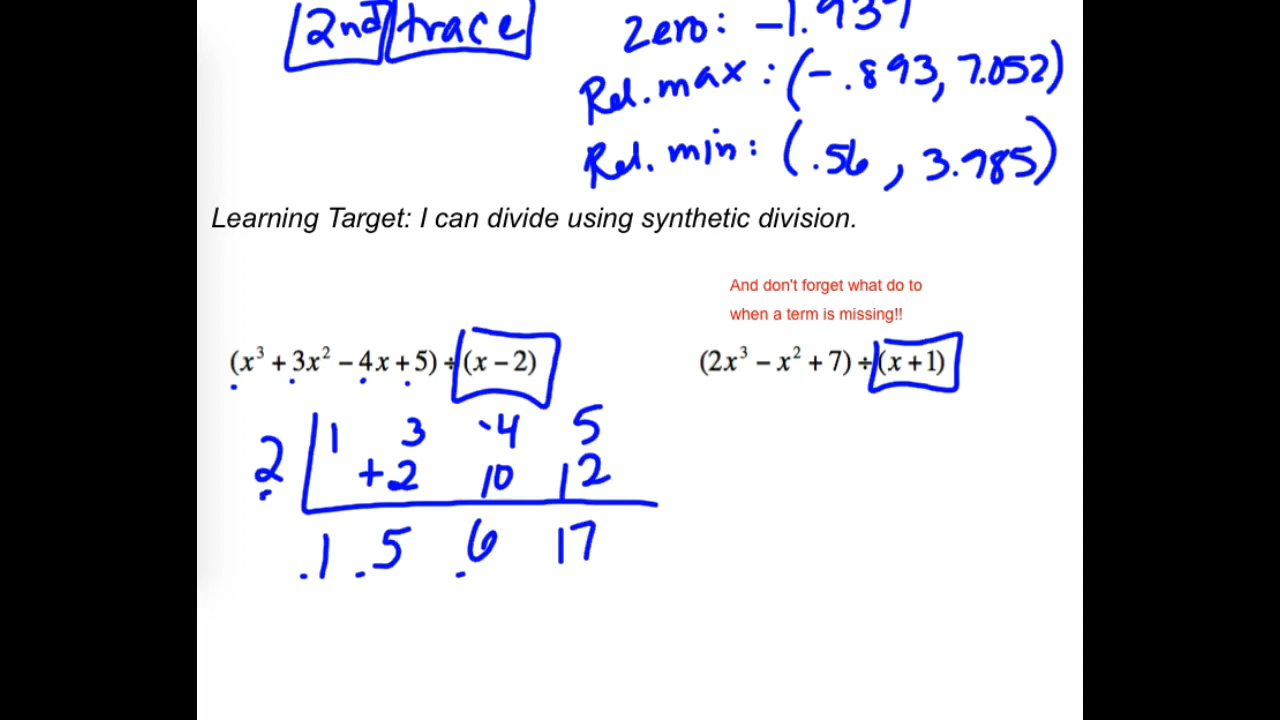 2nd trace
Zero: -1.939
Rel. max : (-.893, 7.052)
Rel. min : (.56 , 3.785)
Learning Target: I can divide using synthetic division.
And don't forget what do to
when a term is missing!!
(x³ + 3x² – 4x + 5) ÷ (x – 2)
(2x³ – x² + 7) ÷ (x + 1)
2 1 3 -4 5
+2 10 12
1 5 6 17